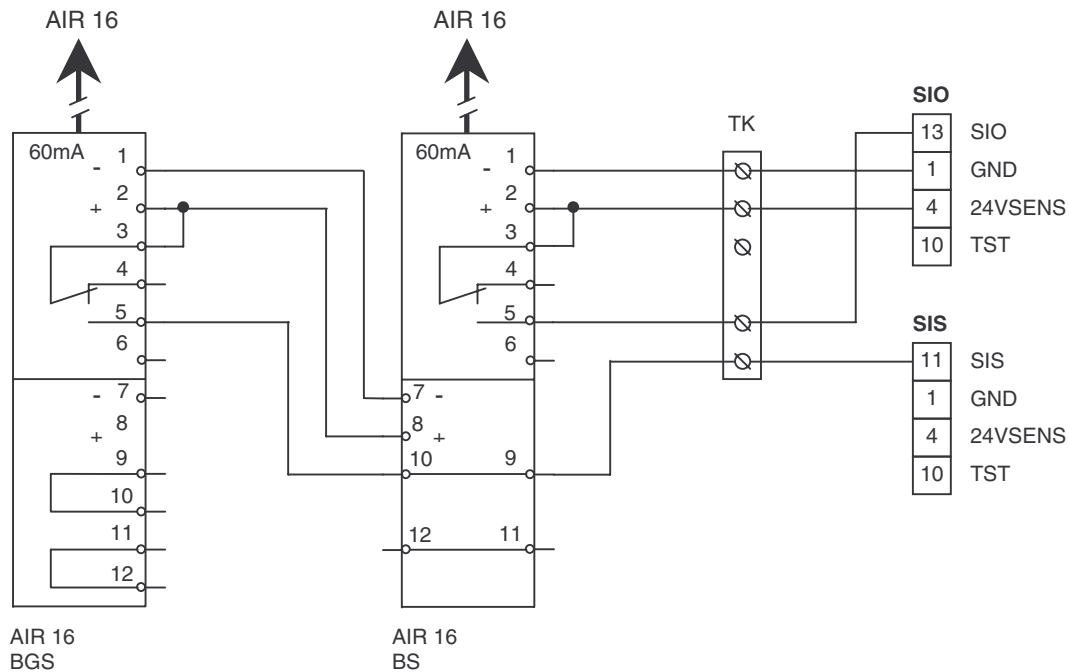 AIR 16
AIR 16
60mA
- 1
+ 2
3
4
5
6
- 7
+ 8
9
10
11
12
AIR 16
BGS
60mA
- 1
+ 2
3
4
5
6
7 -
8 +
10 9
12 11
AIR 16
BS
TK
SIO
13 SIO
1 GND
4 24VSENS
10 TST
SIS
11 SIS
1 GND
4 24VSENS
10 TST